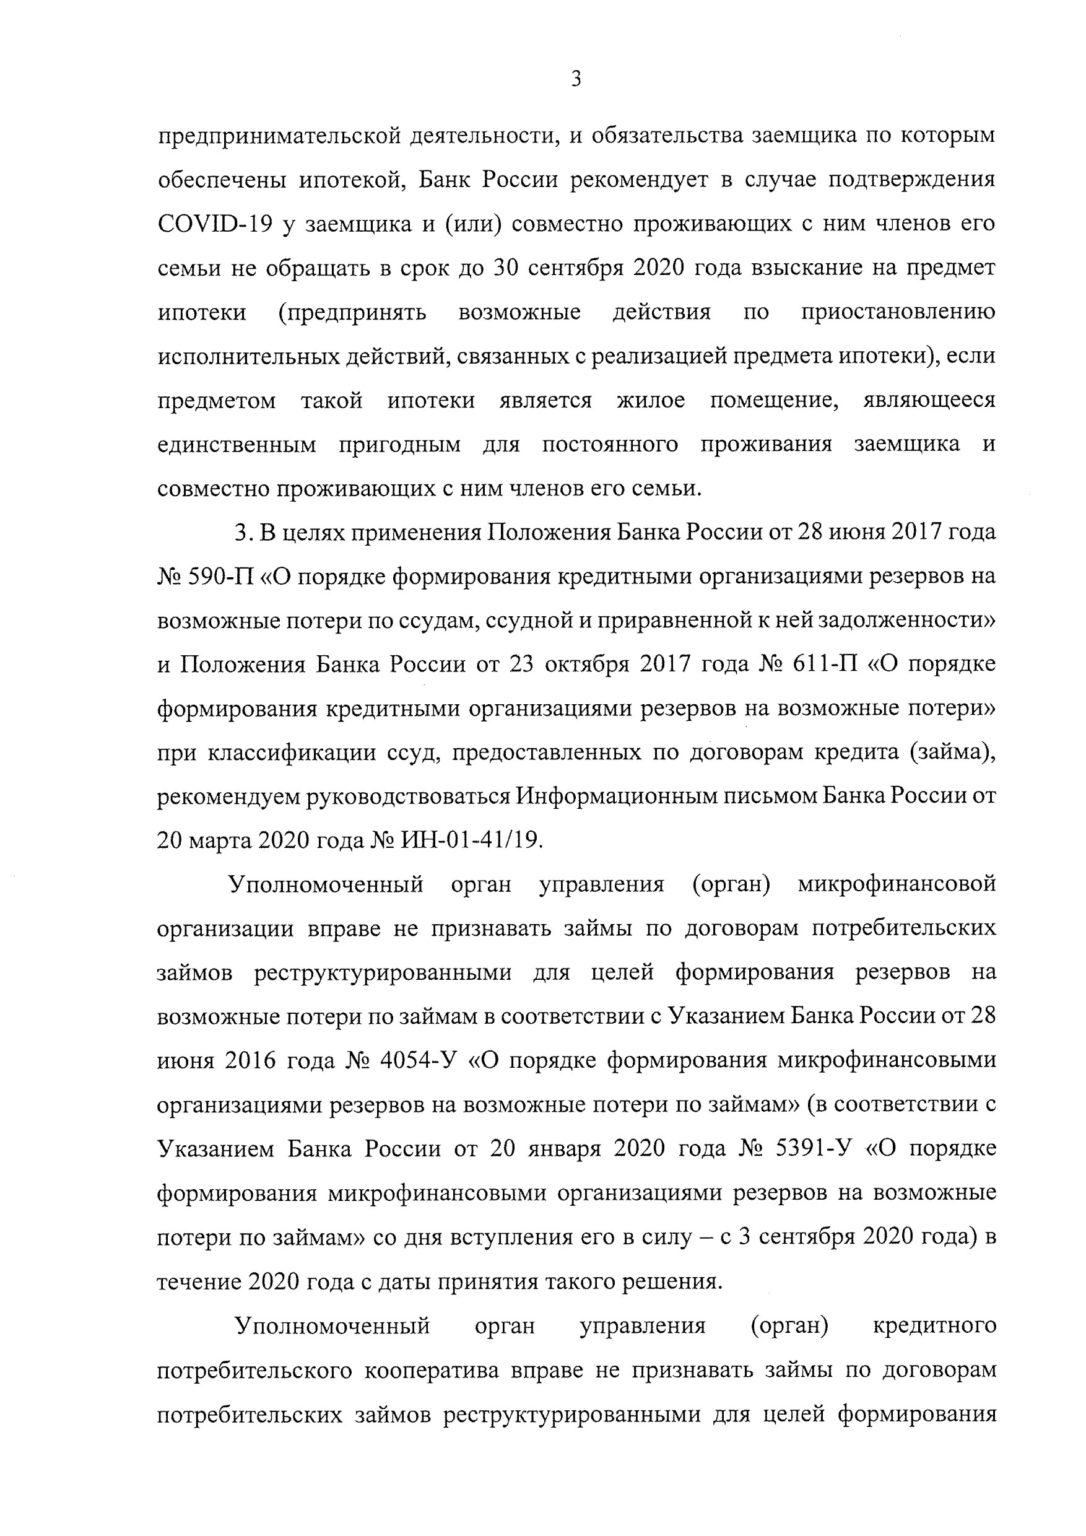 3
предпринимательской деятельности, и обязательства заемщика по которым
обеспечены ипотекой, Банк России рекомендует в случае подтверждения
COVID-19 у заемщика и (или) совместно проживающих с ним членов его
семьи не обращать в срок до 30 сентября 2020 года взыскание на предмет
ипотеки (предпринять возможные действия по приостановлению
исполнительных действий, связанных с реализацией предмета ипотеки), если
предметом такой ипотеки является жилое помещение, являющееся
единственным пригодным для постоянного проживания заемщика и
совместно проживающих с ним членов его семьи.
3. В целях применения Положения Банка России от 28 июня 2017 года
№ 590-П «О порядке формирования кредитными организациями резервов на
возможные потери по ссудам, ссудной и приравненной к ней задолженности»
и Положения Банка России от 23 октября 2017 года № 611-П «О порядке
формирования кредитными организациями резервов на возможные потери»
при классификации ссуд, предоставленных по договорам кредита (займа),
рекомендуем руководствоваться Информационным письмом Банка России от
20 марта 2020 года № ИН-01-41/19.
Уполномоченный орган управления (орган) микрофинансовой
организации вправе не признавать займы по договорам потребительских
займов реструктурированными для целей формирования резервов на
возможные потери по займам в соответствии с Указанием Банка России от 28
июня 2016 года № 4054-У «О порядке формирования микрофинансовыми
организациями резервов на возможные потери по займам» (в соответствии с
Указанием Банка России от 20 января 2020 года № 5391-У «О порядке
формирования микрофинансовыми организациями резервов на возможные
потери по займам» со дня вступления его в силу – с 3 сентября 2020 года) в
течение 2020 года с даты принятия такого решения.
Уполномоченный орган управления (орган) кредитного
потребительского кооператива вправе не признавать займы по договорам
потребительских займов реструктурированными для целей формирования